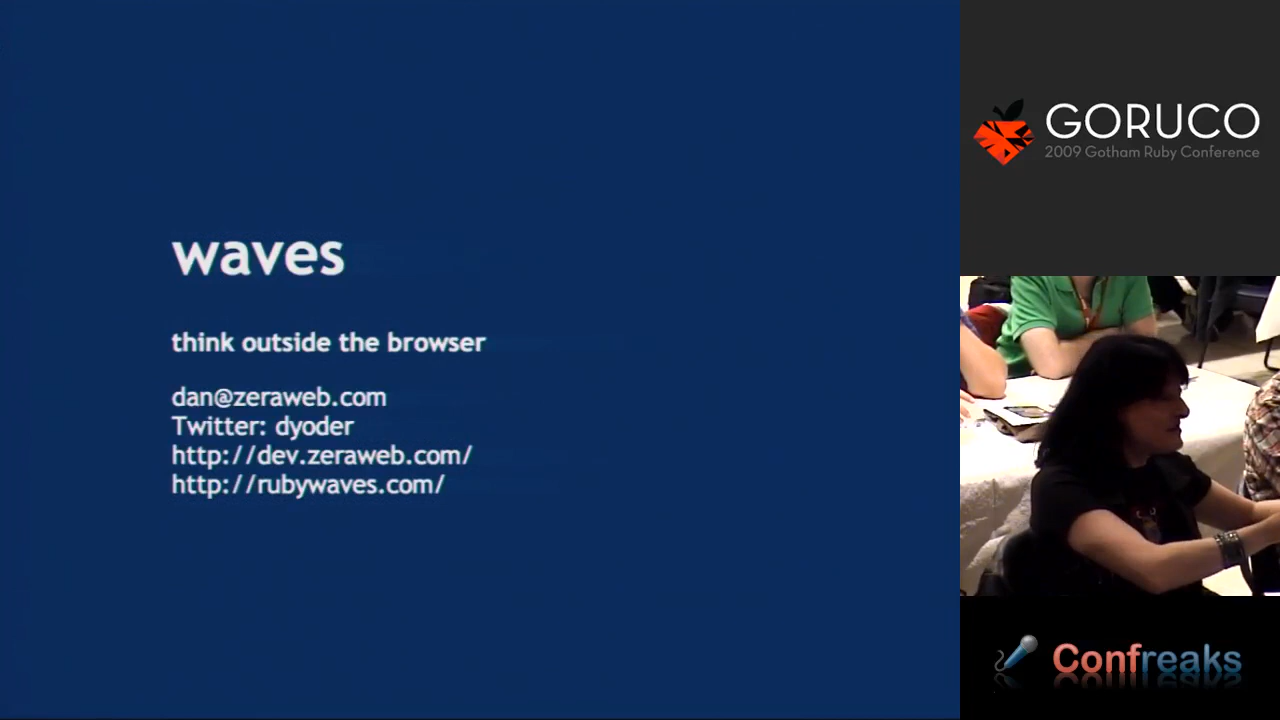 waves
think outside the browser
dan@zeraweb.com
Twitter: dyoder
http://dev.zeraweb.com/
http://rubywaves.com/
GORUCO
2009 Gotham Ruby Conference
Confreaks